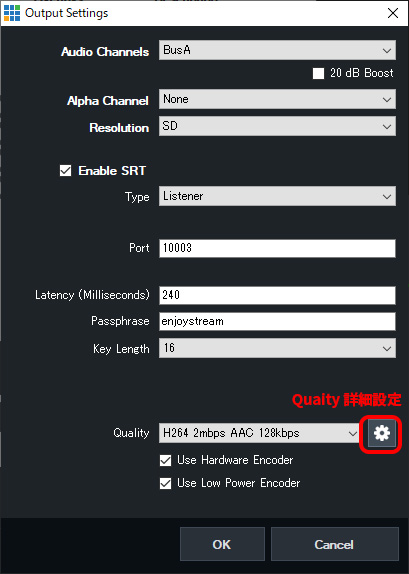 Output Settings
Audio Channels BusA
20 dB Boost
Alpha Channel None
Resolution SD
Enable SRT
Type Listener
Port 10003
Latency (Milliseconds) 240
Passphrase enjoystream
Key Length 16
Qualty 詳細設定
Quality H264 2mbps AAC 128kbps
Use Hardware Encoder
Use Low Power Encoder
OK Cancel